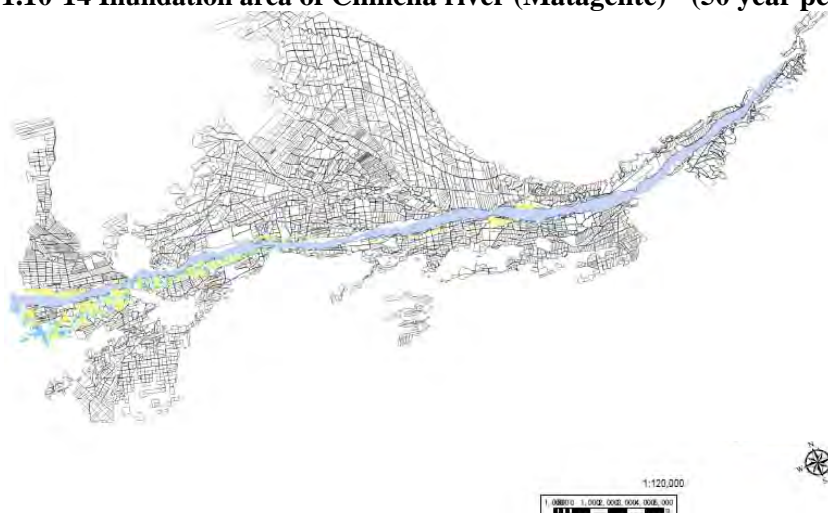 1.10-14 Inundation area of Chincha river (Matagente) (50 year pe
N
W
S
1:120,000